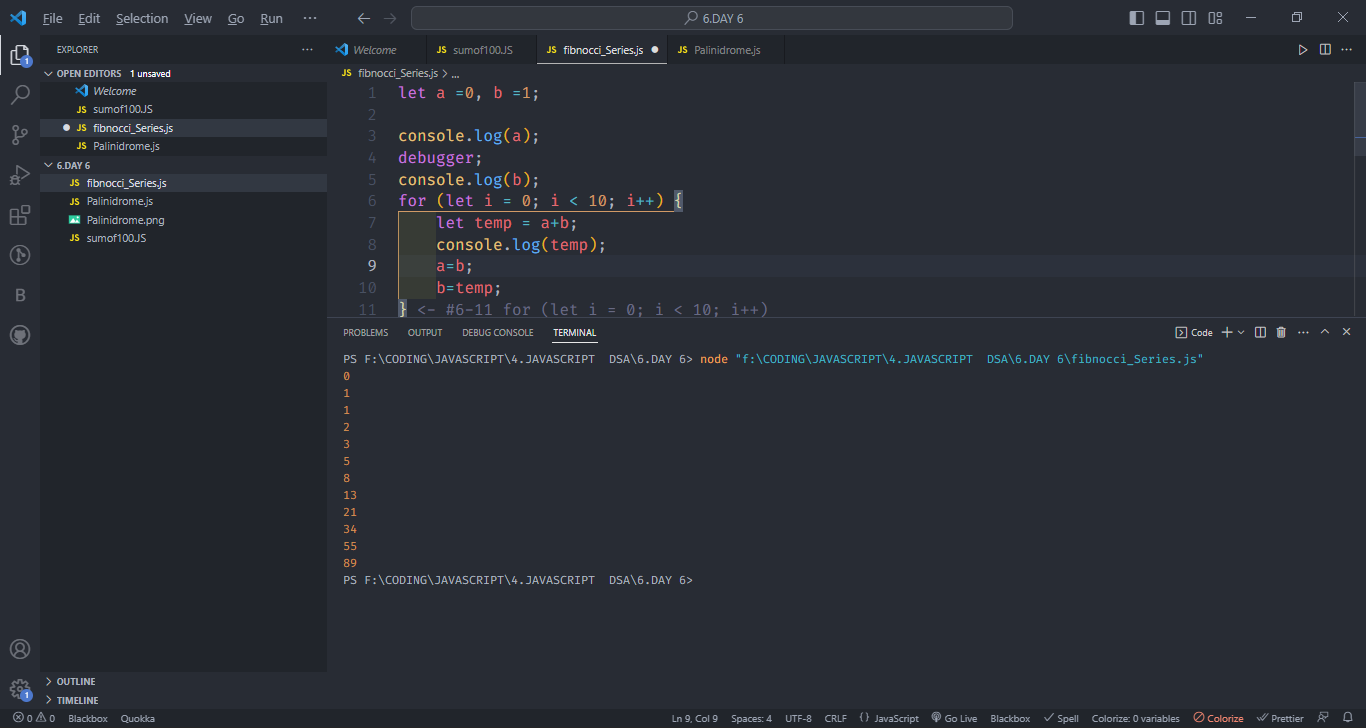 File Edit Selection View Go Run ··· 6.DAY 6
EXPLORER ···
OPEN EDITORS 1 unsaved
Welcome
JS sumof100.JS
JS fibnocci_Series.js
JS Palinidrome.js
6.DAY 6
JS fibnocci_Series.js
JS Palinidrome.js
Palinidrome.png
JS sumof100.JS
OUTLINE
TIMELINE
Welcome JS sumof100.JS JS fibnocci_Series.js JS Palinidrome.js ···
JS fibnocci_Series.js > ...
1 let a =0, b =1;
2
3 console.log(a);
4 debugger;
5 console.log(b);
6 for (let i = 0; i < 10; i++) {
7 let temp = a+b;
8 console.log(temp);
9 a=b;
10 b=temp;
11 } <- #6-11 for (let i = 0; i < 10; i++)
PROBLEMS OUTPUT DEBUG CONSOLE TERMINAL Code ···
PS F:\CODING\JAVASCRIPT\4.JAVASCRIPT  DSA\6.DAY 6> node "f:\CODING\JAVASCRIPT\4.JAVASCRIPT  DSA\6.DAY 6\fibnocci_Series.js"
0
1
1
2
3
5
8
13
21
34
55
89
PS F:\CODING\JAVASCRIPT\4.JAVASCRIPT  DSA\6.DAY 6>
0 0 Blackbox Quokka Ln 9, Col 9 Spaces: 4 UTF-8 CRLF {} JavaScript Go Live Blackbox Spell Colorize: 0 variables Colorize Prettier